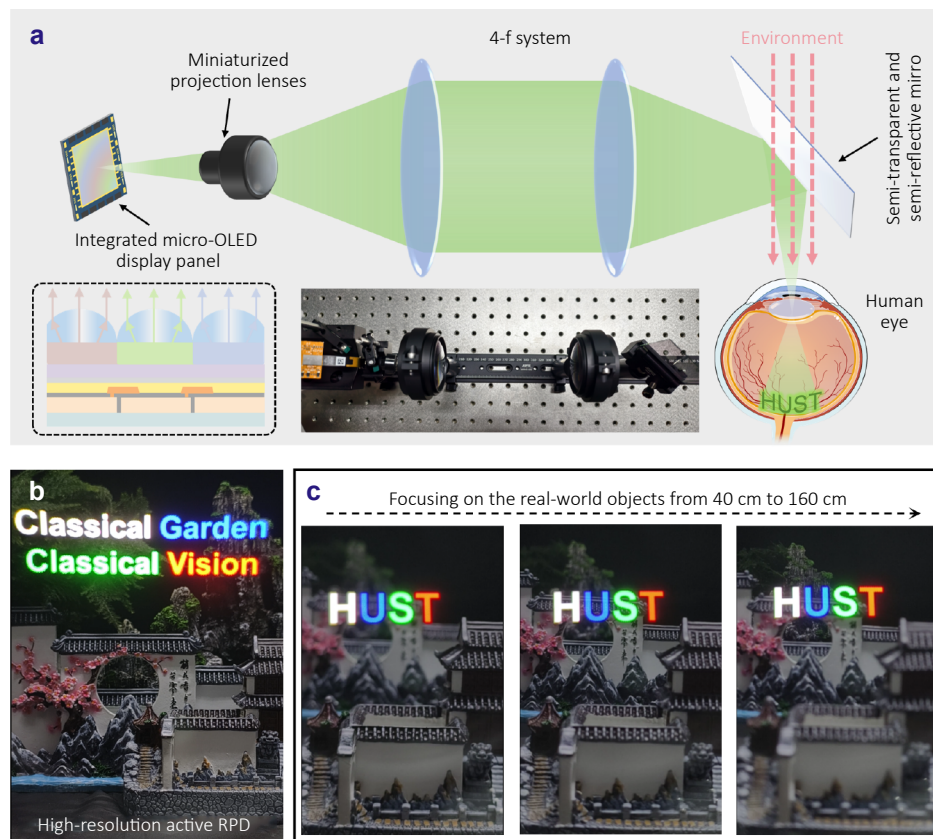 a
4-f system
Environment
Miniaturized
projection lenses
Semi-transparent and
semi-reflective mirro
Integrated micro-OLED
display panel
Human
eye
HUST
b
Classical Garden
Classical Vision
High-resolution active RPD
c
Focusing on the real-world objects from 40 cm to 160 cm
HUST
HUST
HUST